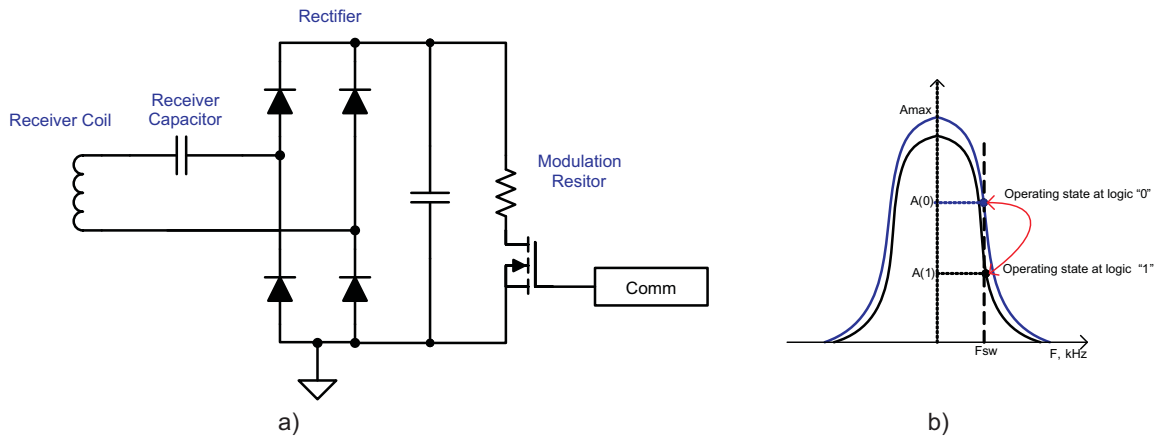 Rectifier
Receiver
Capacitor
Receiver Coil
Modulation
Resitor
Comm
a)
Amax
A(0)
Operating state at logic “0”
A(1)
Operating state at logic “1”
Fsw
F, kHz
b)